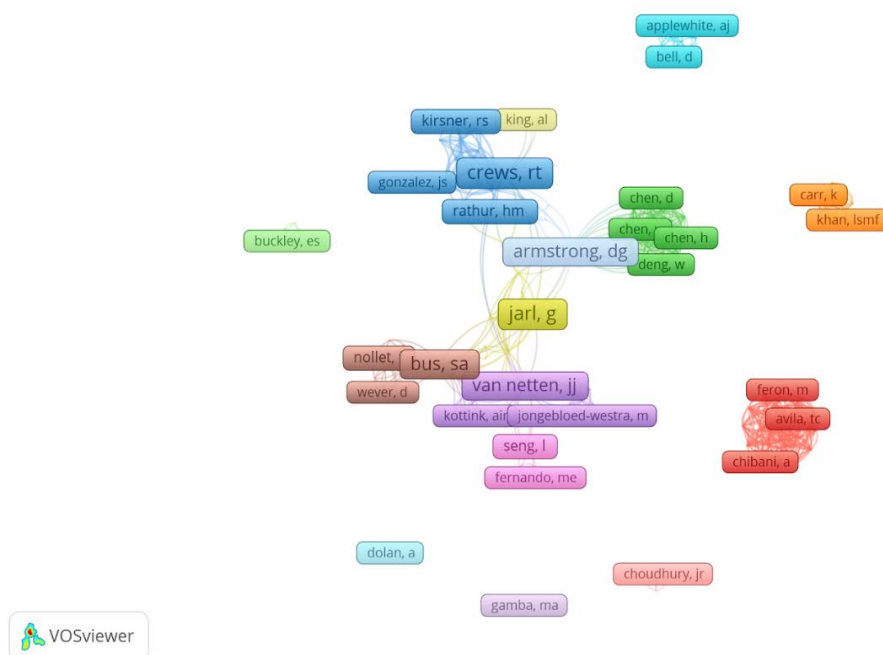 applewhite, aj
bell, d
kirsner, rs
king, al
crews, rt
gonzalez, js
rathur, hm
chen, d
chen,
chen, h
deng, w
carr, k
khan, lsmf
buckley, es
armstrong, dg
jarl, g
nollet,
bus, sa
wever, d
van netten, jj
kottink, air
jongebloed-westra, m
seng, l
fernando, me
feron, m
avila, tc
chibani, a
dolan, a
choudhury, jr
gamba, ma
VOSviewer